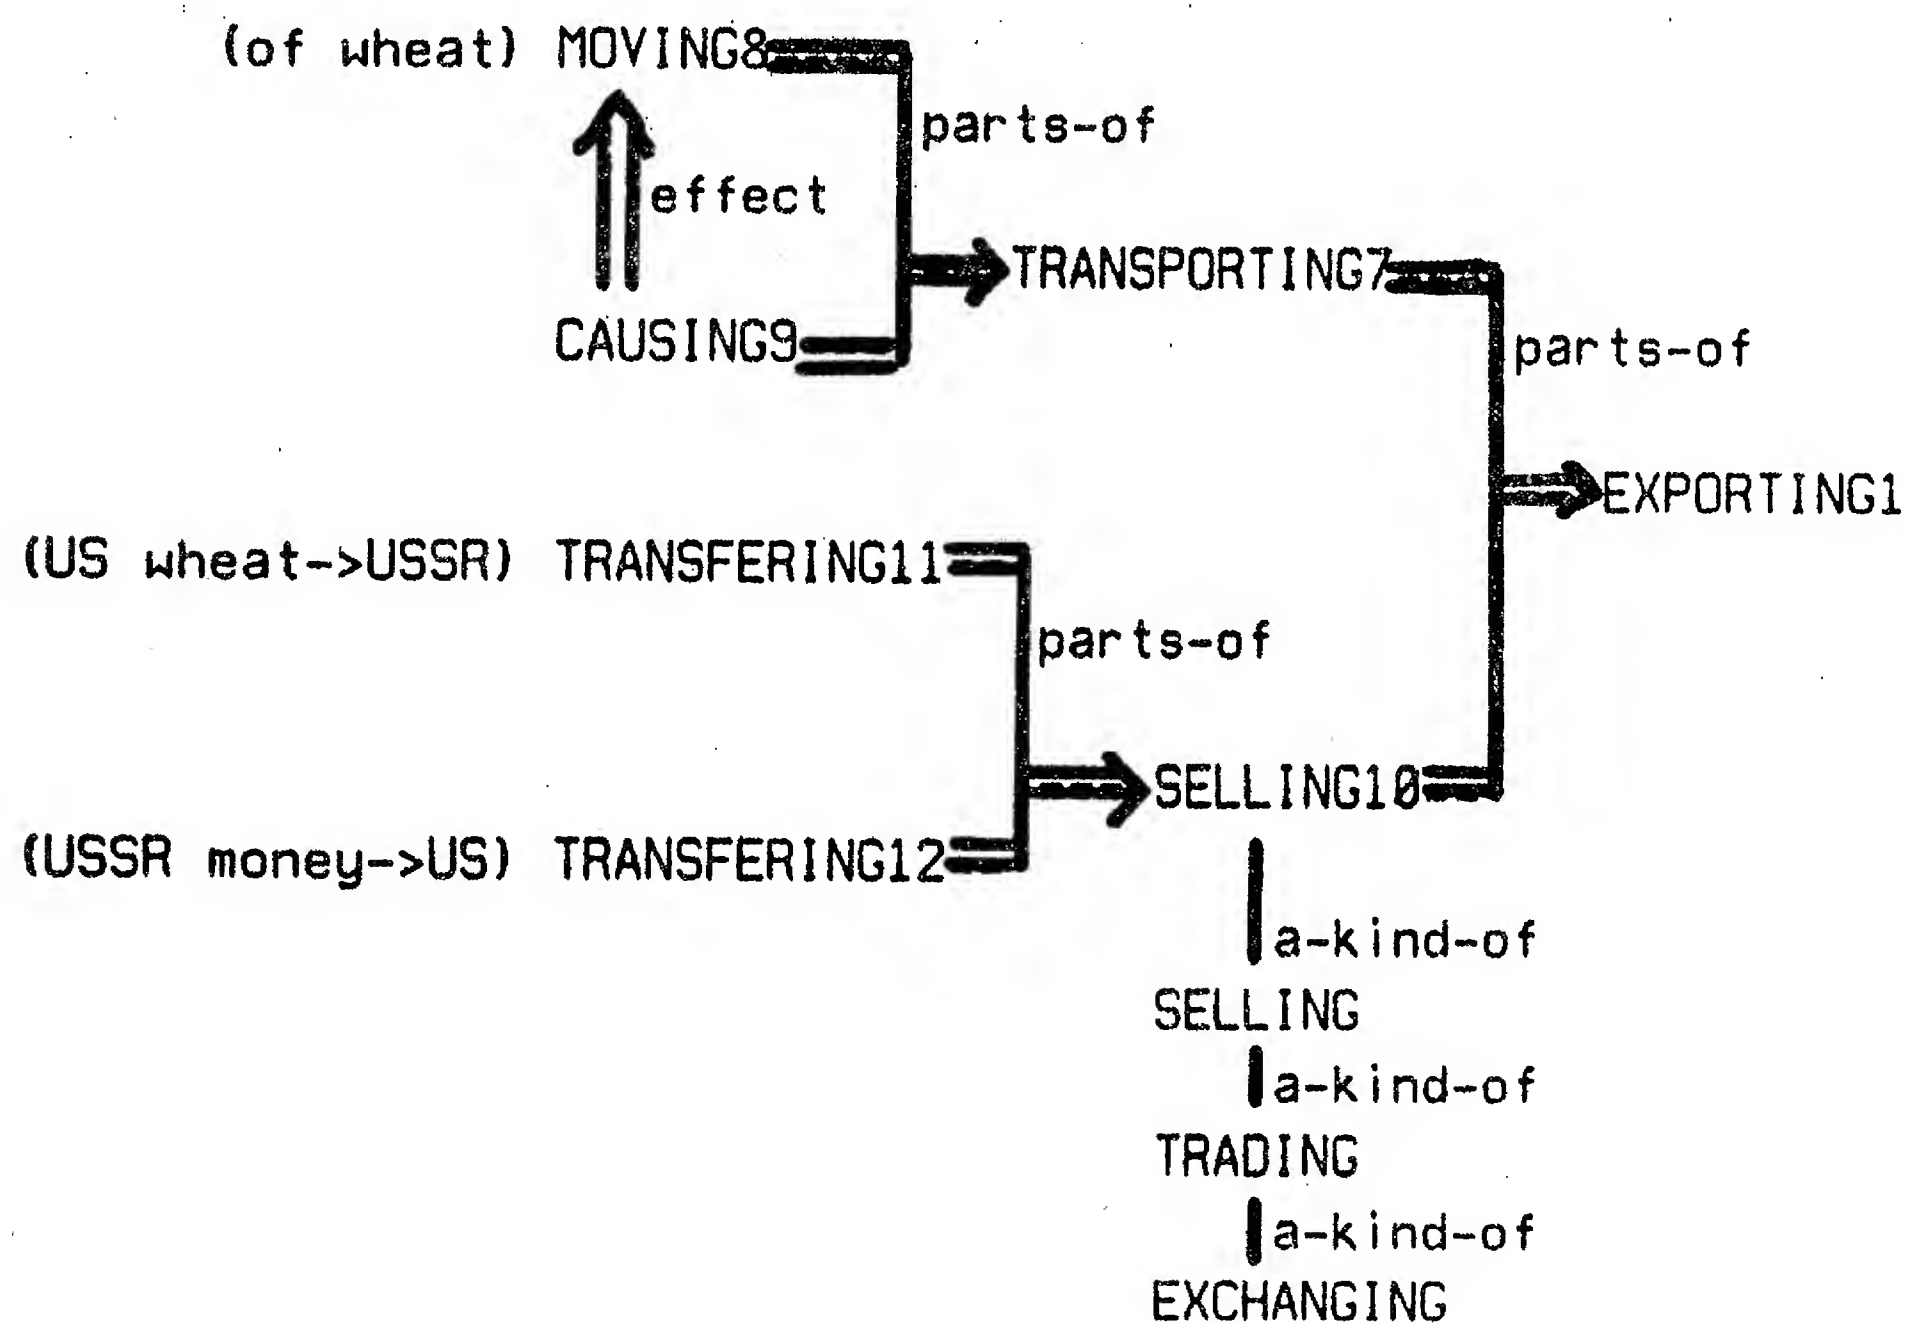 (of wheat) MOVING8
parts-of
effect
TRANSPORTING7
CAUSING9
parts-of
EXPORTING1
(US wheat->USSR) TRANSFERING11
parts-of
SELLING10
(USSR money->US) TRANSFERING12
a-kind-of
SELLING
a-kind-of
TRADING
a-kind-of
EXCHANGING